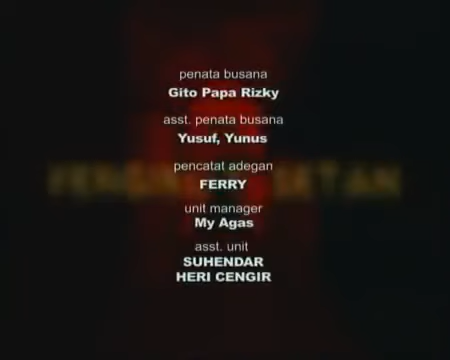 penata busana
Gito Papa Rizky
asst. penata busana
Yusuf, Yunus
pencatat adegan
FERRY
unit manager
My Agas
asst. unit
SUHENDAR
HERI CENGIR